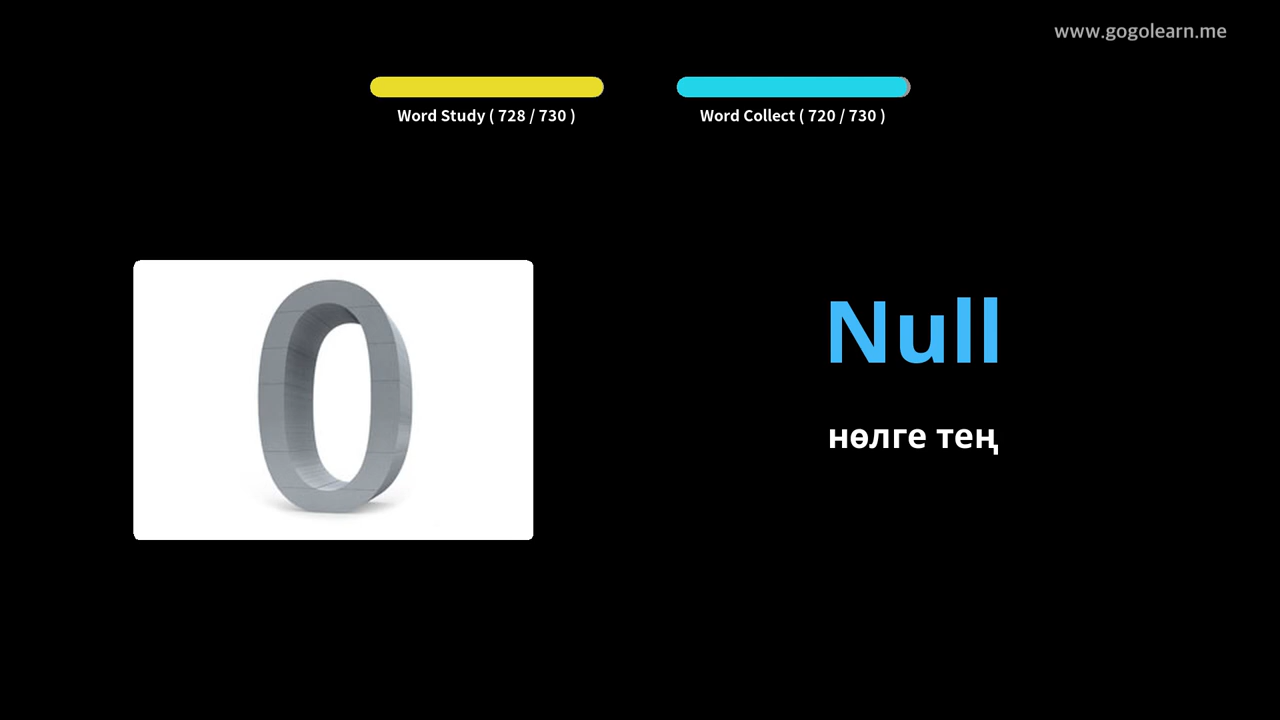 www.gogolearn.me
Word Study ( 728 / 730 )
Word Collect ( 720 / 730 )
Null
нөлге тең